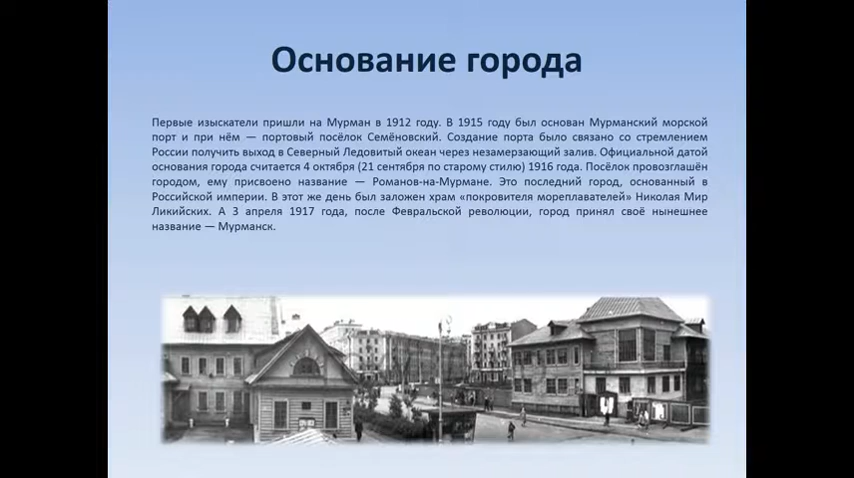 Основание города
Первые изыскатели пришли на Мурман в 1912 году. В 1915 году был основан Мурманский морской
порт и при нём — портовый посёлок Семёновский. Создание порта было связано со стремлением
России получить выход в Северный Ледовитый океан через незамерзающий залив. Официальной датой
основания города считается 4 октября (21 сентября по старому стилю) 1916 года. Посёлок провозглашён
городом, ему присвоено название — Романов-на-Мурмане. Это последний город, основанный в
Российской империи. В этот же день был заложен храм «покровителя мореплавателей» Николая Мир
Ликийских. А 3 апреля 1917 года, после Февральской революции, город принял своё нынешнее
название — Мурманск.